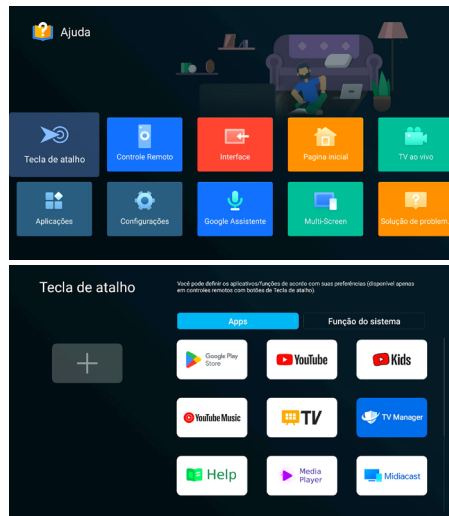 Ajuda
Tecla de atalho
Controle Remoto
Interface
Pagina inicial
TV ao vivo
Aplicações
Configurações
Google Assistente
Multi-Screen
Solução de problem
Tecla de atalho
Você pode definir os aplicativos/funções de acordo com suas preferências (disponível apenas
em controles remotos com botões de Tecla de atalho).
Apps
Função do sistema
Google Play
Store
YouTube
Kids
YouTube Music
TV
TV Manager
Help
Media
Player
Midiacast